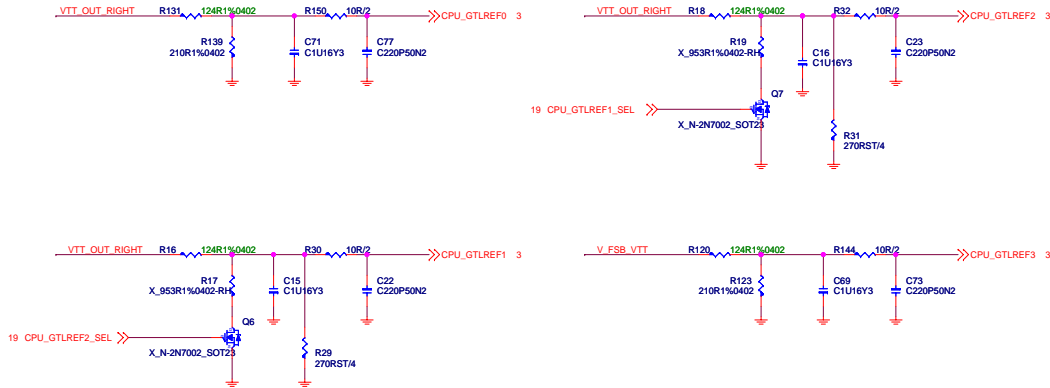 VTT_OUT_RIGHT R131 124R1%0402 R150 10R/2 CPU_GTLREF0 3
R139
210R1%0402
C71
C1U16Y3
C77
C220P50N2
VTT_OUT_RIGHT R18 124R1%0402 R32 10R/2 CPU_GTLREF2 3
R19
X_953R1%0402-RH
C16
C1U16Y3
C23
C220P50N2
Q7
19 CPU_GTLREF1_SEL
X_N-2N7002_SOT23
R31
270RST/4
VTT_OUT_RIGHT R16 124R1%0402 R30 10R/2 CPU_GTLREF1 3
R17
X_953R1%0402-RH
C15
C1U16Y3
C22
C220P50N2
Q6
19 CPU_GTLREF2_SEL
X_N-2N7002_SOT23
R29
270RST/4
V_FSB_VTT R120 124R1%0402 R144 10R/2 CPU_GTLREF3 3
R123
210R1%0402
C69
C1U16Y3
C73
C220P50N2